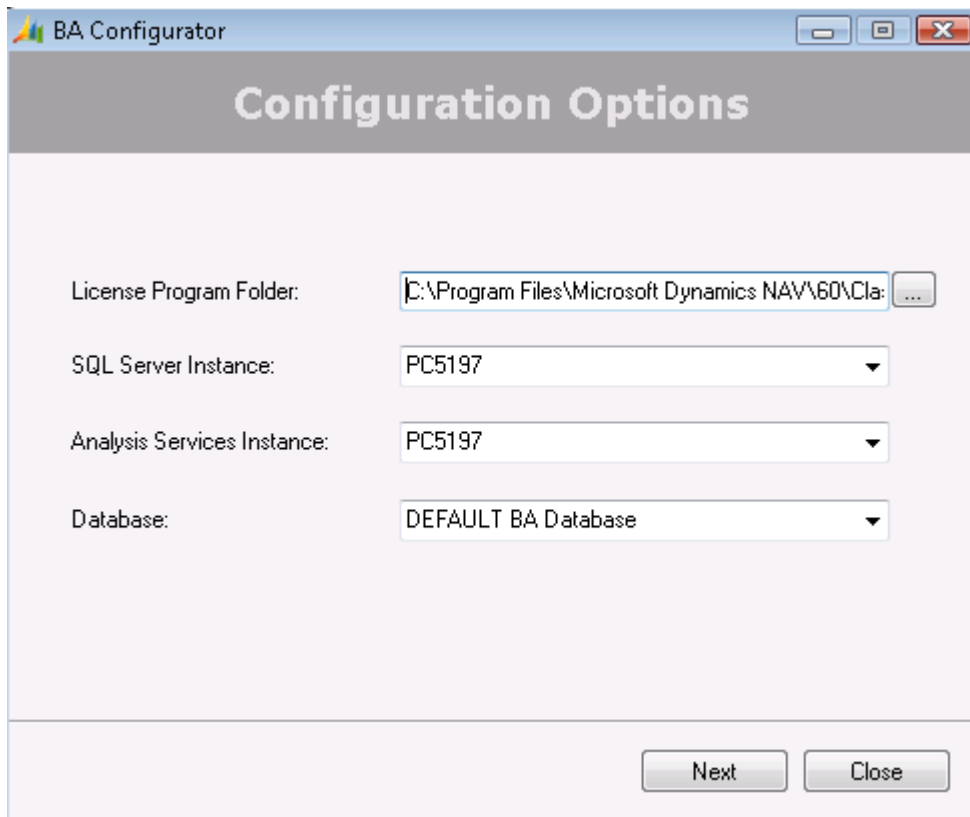 BA Configurator
Configuration Options
License Program Folder: C:\Program Files\Microsoft Dynamics NAV\60\Clas ...
SQL Server Instance: PC5197
Analysis Services Instance: PC5197
Database: DEFAULT BA Database
Next Close